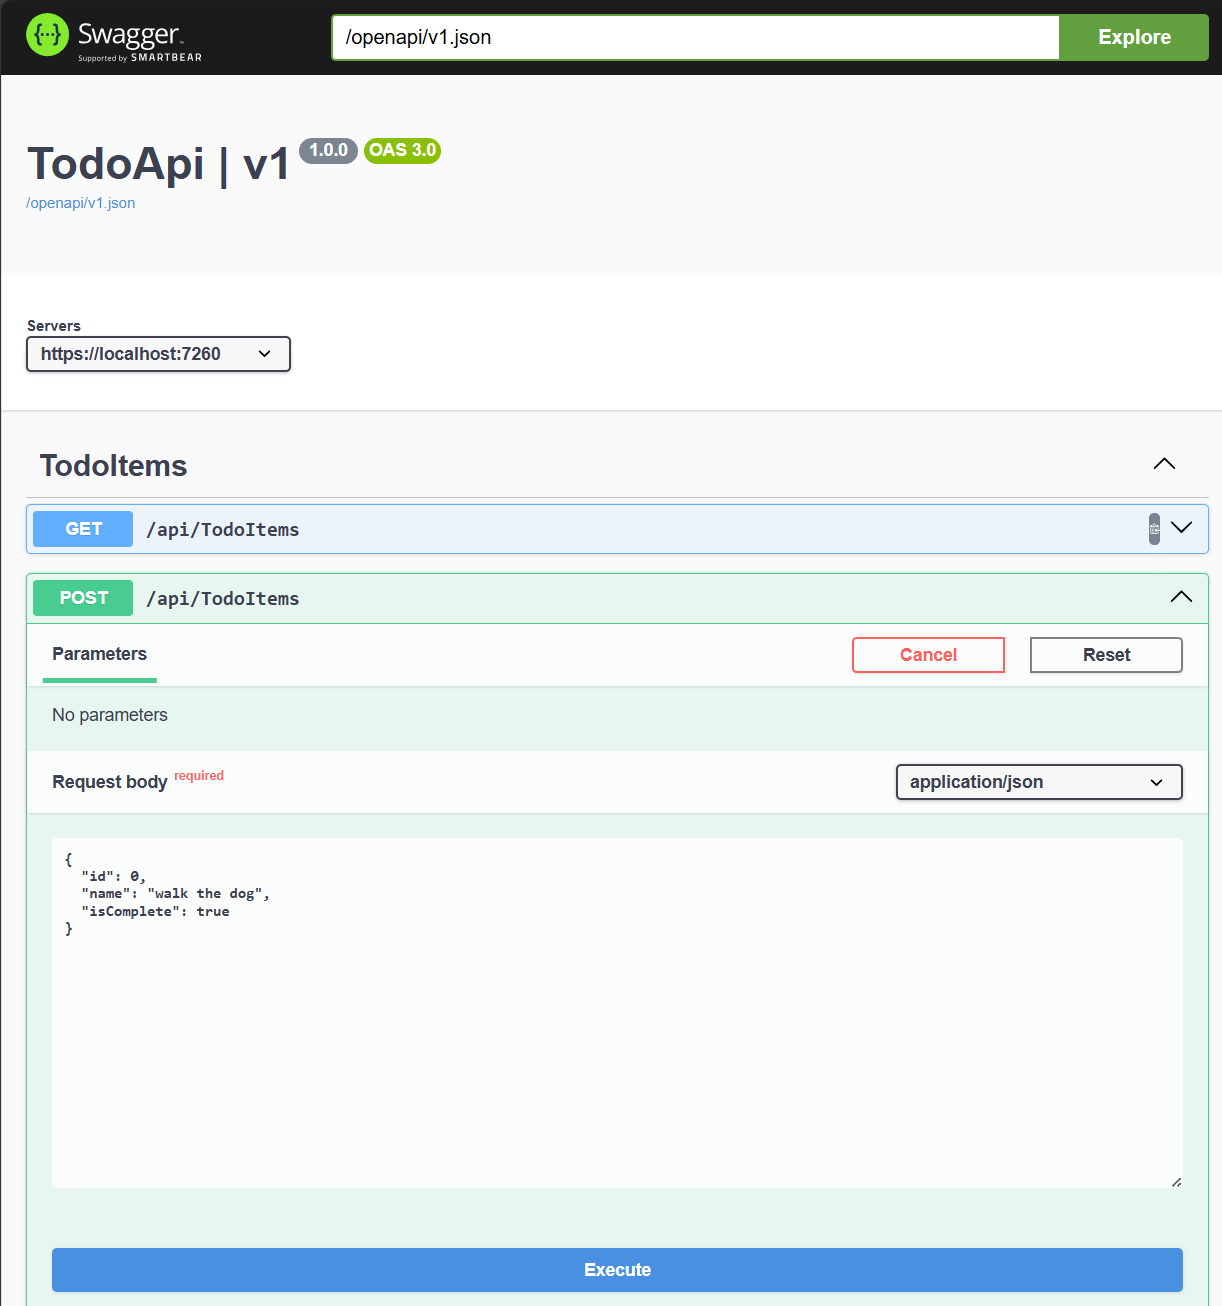 Swagger
Supported by SMARTBEAR
/openapi/v1.json
Explore
TodoApi | v1 1.0.0 OAS 3.0
/openapi/v1.json
Servers
https://localhost:7260
TodoItems
GET /api/TodoItems
POST /api/TodoItems
Parameters
Cancel
Reset
No parameters
Request body required
application/json
{
  "id": 0,
  "name": "walk the dog",
  "isComplete": true
}
Execute